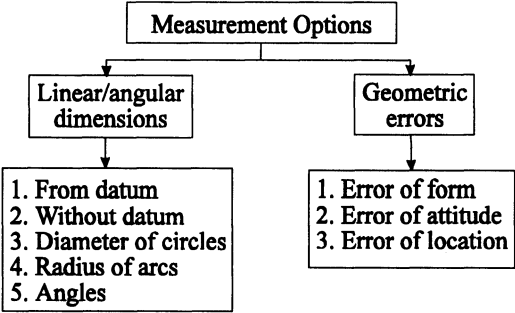 Measurement Options
Linear/angular
dimensions
Geometric
errors
1. From datum
2. Without datum
3. Diameter of circles
4. Radius of arcs
5. Angles
1. Error of form
2. Error of attitude
3. Error of location